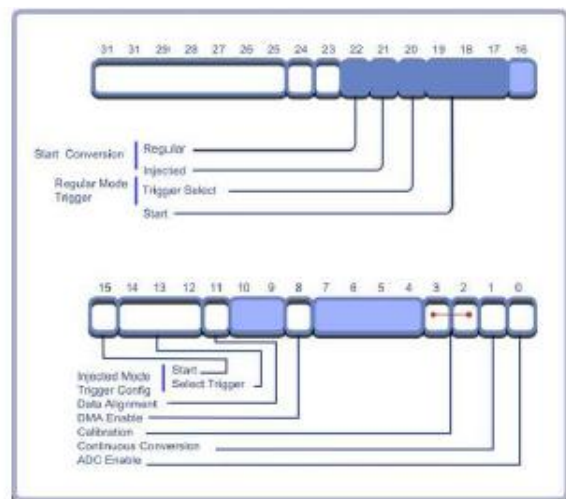 31 31 29 28 27 26 25 24 23 22 21 20 19 18 17 16
Start Conversion
Regular
Injected
Regular Mode
Trigger
Trigger Select
Start
15 14 13 12 11 10 9 8 7 6 5 4 3 2 1 0
Injected Mode
Trigger Config
Start
Select Trigger
Data Alignment
DMA Enable
Calibration
Continuous Conversion
ADC Enable